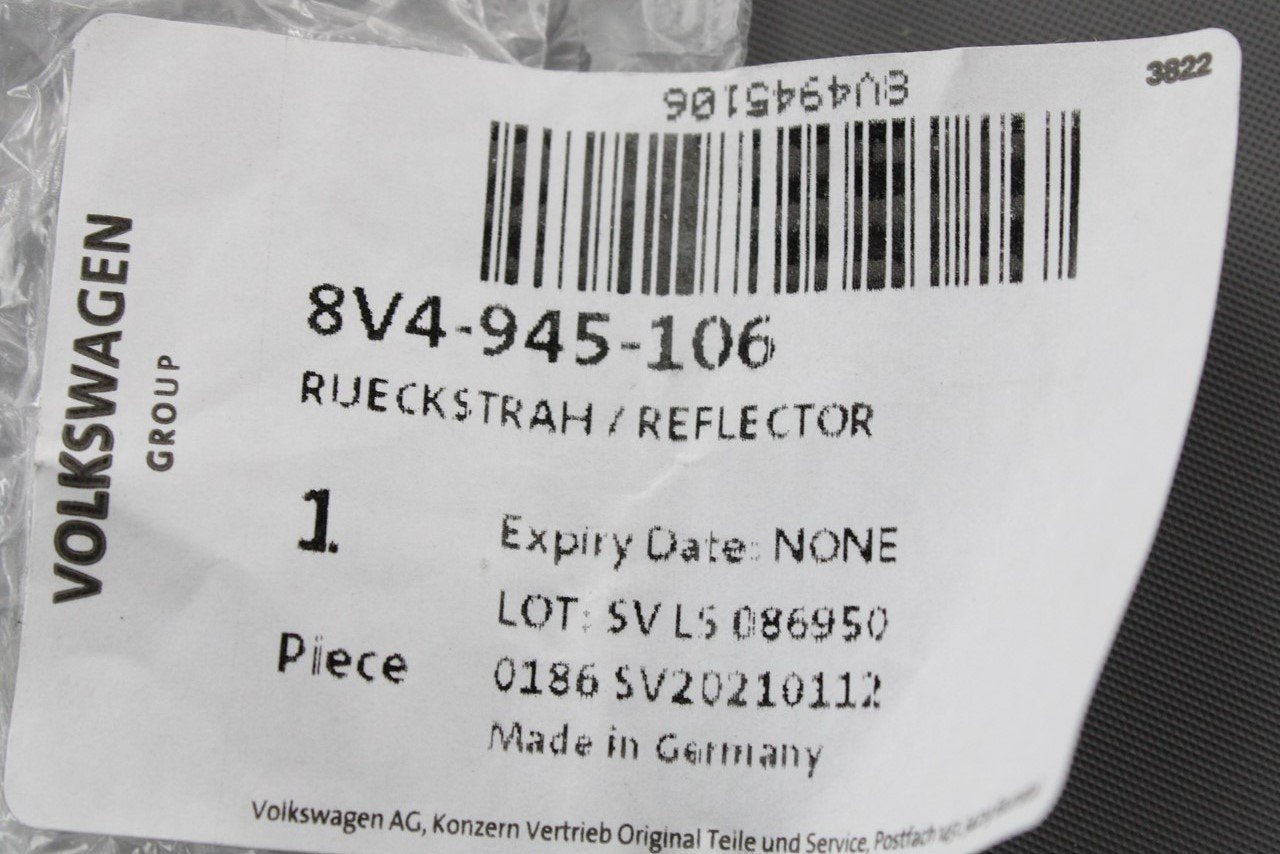 3822
8V4945106
VOLKSWAGEN
GROUP
8V4-945-106
RUECKSTRAH / REFLECTOR
1
Piece
Expiry Date: NONE
LOT: SV LS 086950
0186 SV20210112
Made in Germany
Volkswagen AG, Konzern Vertrieb Original Teile und Service, Postfach